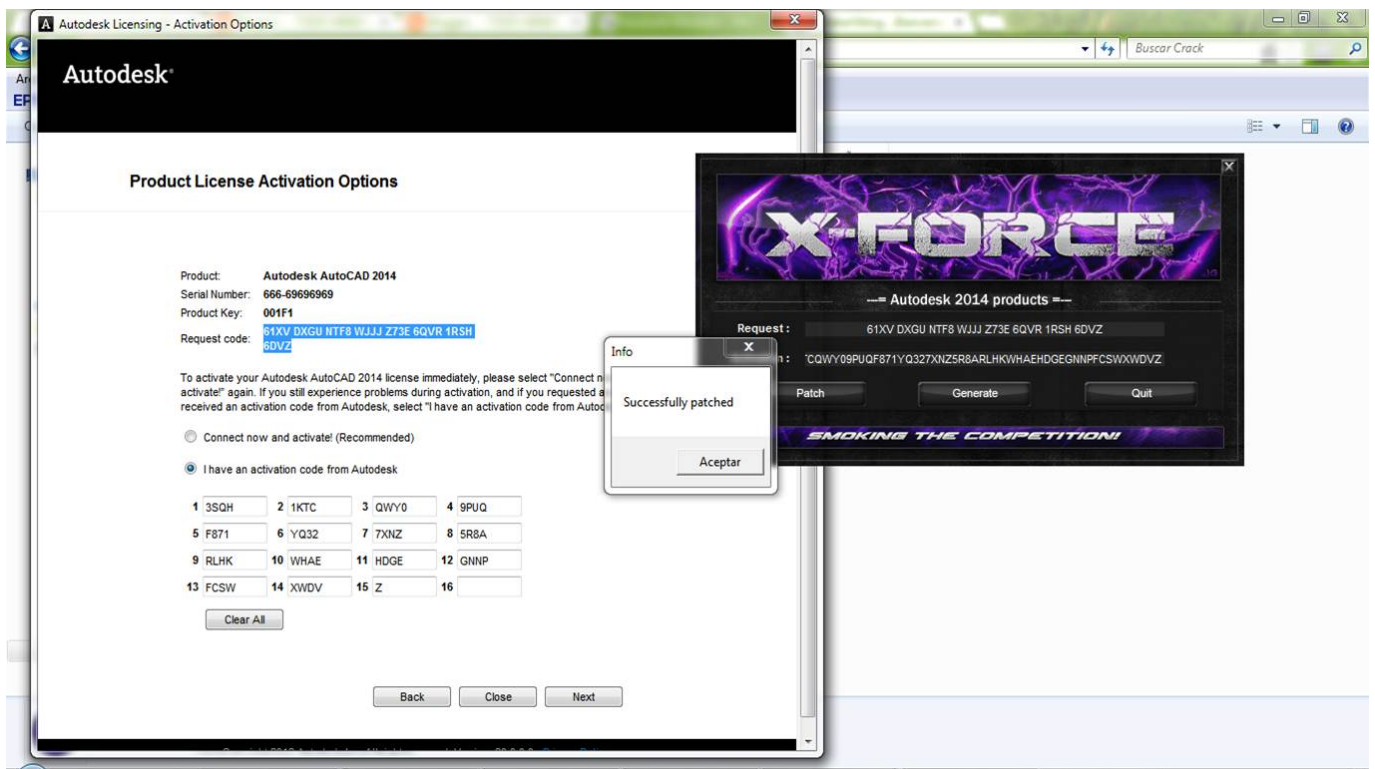 Autodesk Licensing - Activation Options
Buscar Crack
Autodesk
Product License Activation Options
Product: Autodesk AutoCAD 2014
Serial Number: 666-69696969
Product Key: 001F1
Request code: 61XV DXGU NTF8 WJJJ Z73E 6QVR 1RSH
6DVZ
To activate your Autodesk AutoCAD 2014 license immediately, please select "Connect
activate!" again. If you still experience problems during activation, and if you requested
received an activation code from Autodesk, select "I have an activation code from
Connect now and activate! (Recommended)
I have an activation code from Autodesk
1 3SQH 2 1KTC 3 QWY0 4 9PUQ
5 F871 6 YQ32 7 7XNZ 8 5R8A
9 RLHK 10 WHAE 11 HDGE 12 GNNP
13 FCSW 14 XWDV 15 Z 16
Clear All
Back Close Next
Info
Successfully patched
Aceptar
X-FORCE
---= Autodesk 2014 products =---
Request: 61XV DXGU NTF8 WJJJ Z73E 6QVR 1RSH 6DVZ
CQWY09PUQF871YQ327XNZ5R8ARLHKWHAEHDGEGNNPFCSWXWDVZ
Patch Generate Quit
SMOKING THE COMPETITION!